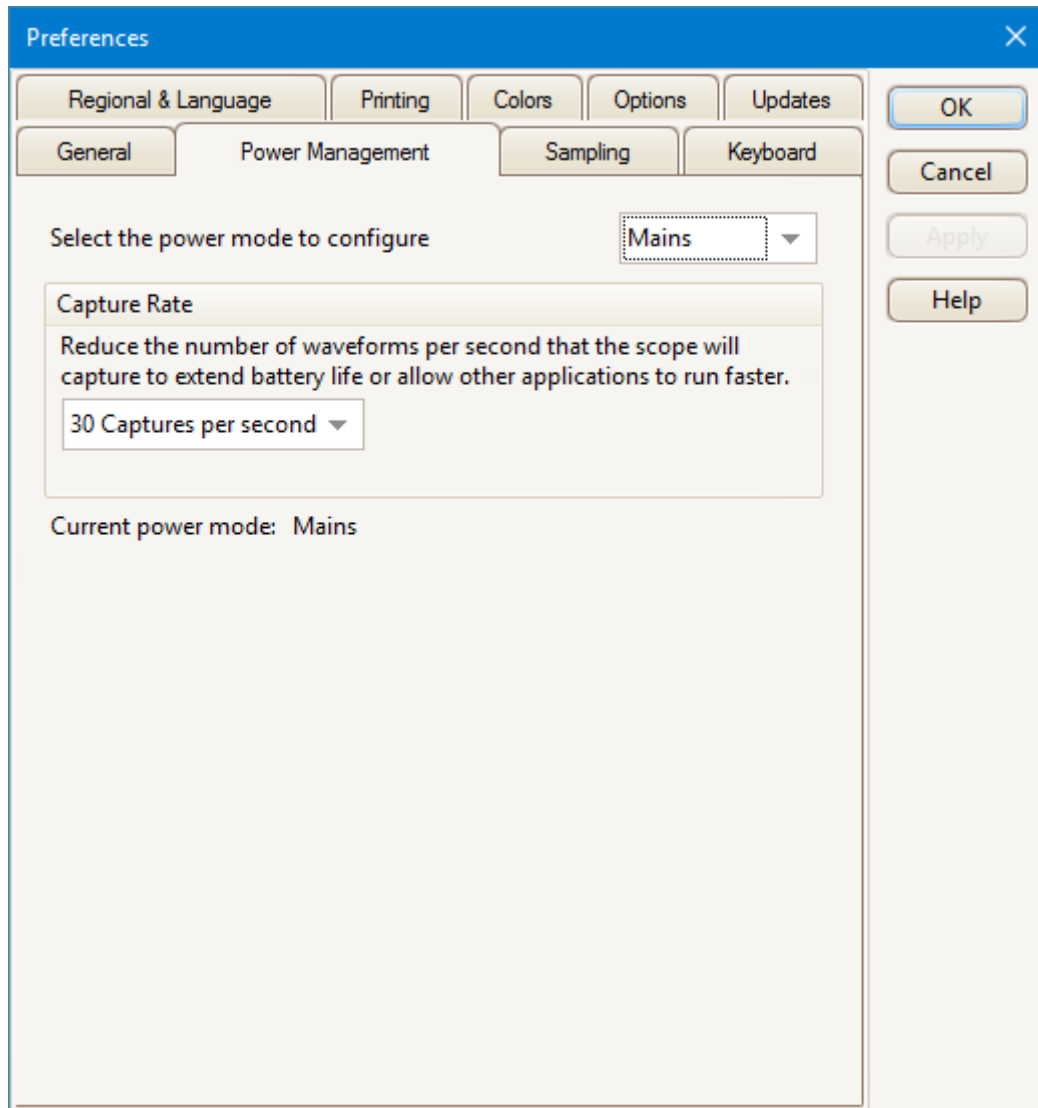 Preferences
Regional & Language
Printing
Colors
Options
Updates
General
Power Management
Sampling
Keyboard
OK
Cancel
Apply
Help
Select the power mode to configure
Mains
Capture Rate
Reduce the number of waveforms per second that the scope will
capture to extend battery life or allow other applications to run faster.
30 Captures per second
Current power mode: Mains